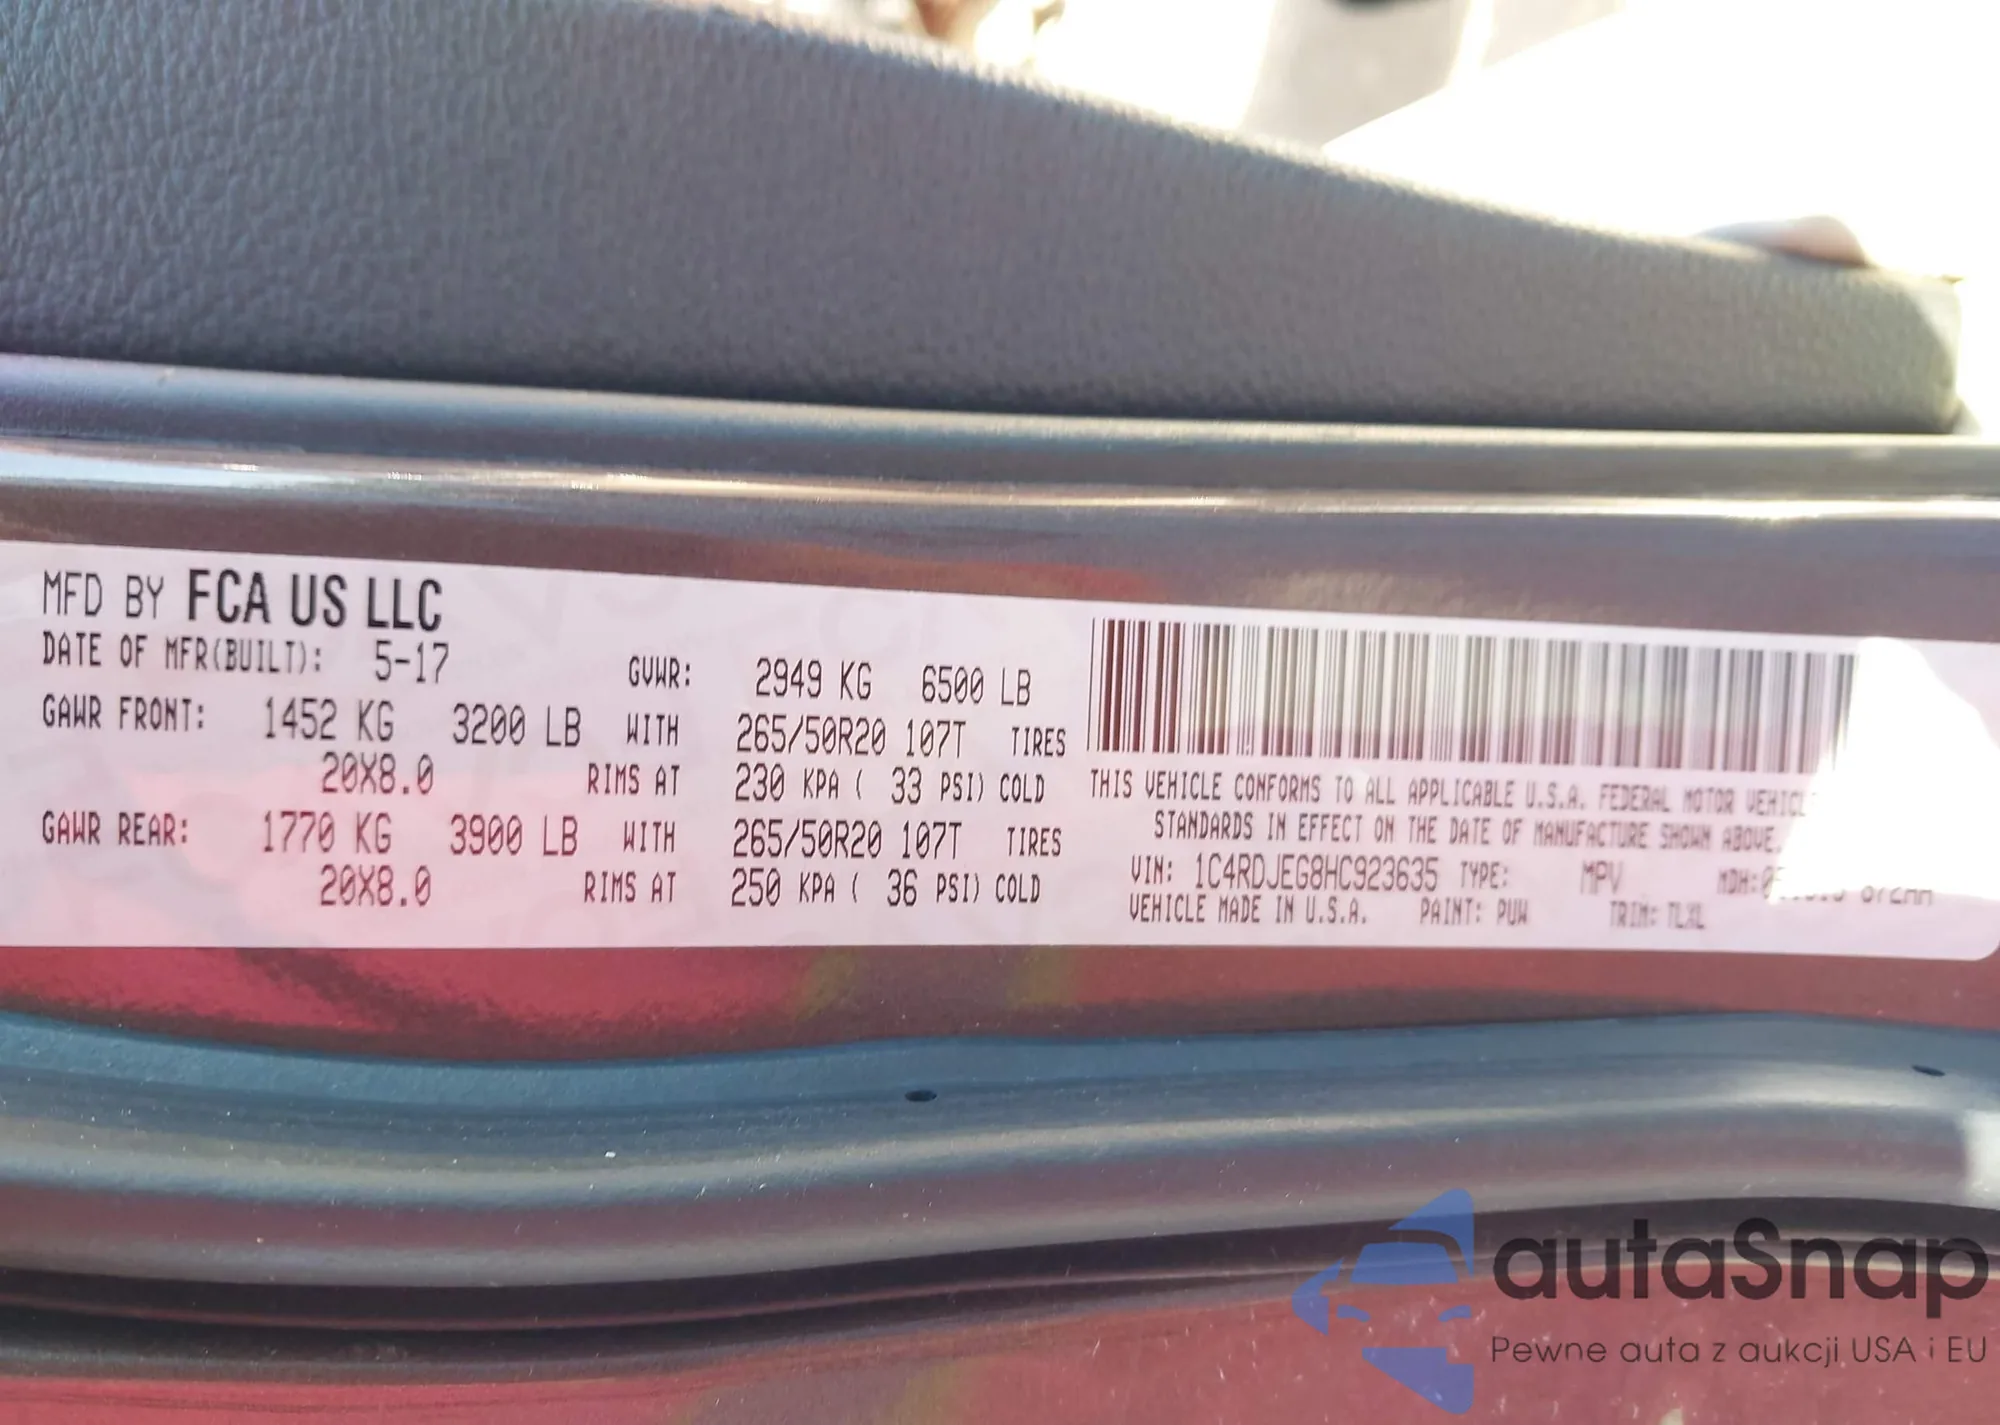 MFD BY FCA US LLC
DATE OF MFR(BUILT): 5-17 GVWR: 2949 KG 6500 LB
GAWR FRONT: 1452 KG 3200 LB WITH 265/50R20 107T TIRES
20X8.0 RIMS AT 230 KPA ( 33 PSI) COLD
GAWR REAR: 1770 KG 3900 LB WITH 265/50R20 107T TIRES
20X8.0 RIMS AT 250 KPA ( 36 PSI) COLD
THIS VEHICLE CONFORMS TO ALL APPLICABLE U.S.A. FEDERAL MOTOR VEHICL
STANDARDS IN EFFECT ON THE DATE OF MANUFACTURE SHOWN ABOVE.
VIN: 1C4RDJEG8HC923635 TYPE: MPV MDH:
VEHICLE MADE IN U.S.A. PAINT: PUW TRIM: TLXL
autaSnap
Pewne auta z aukcji USA i EU